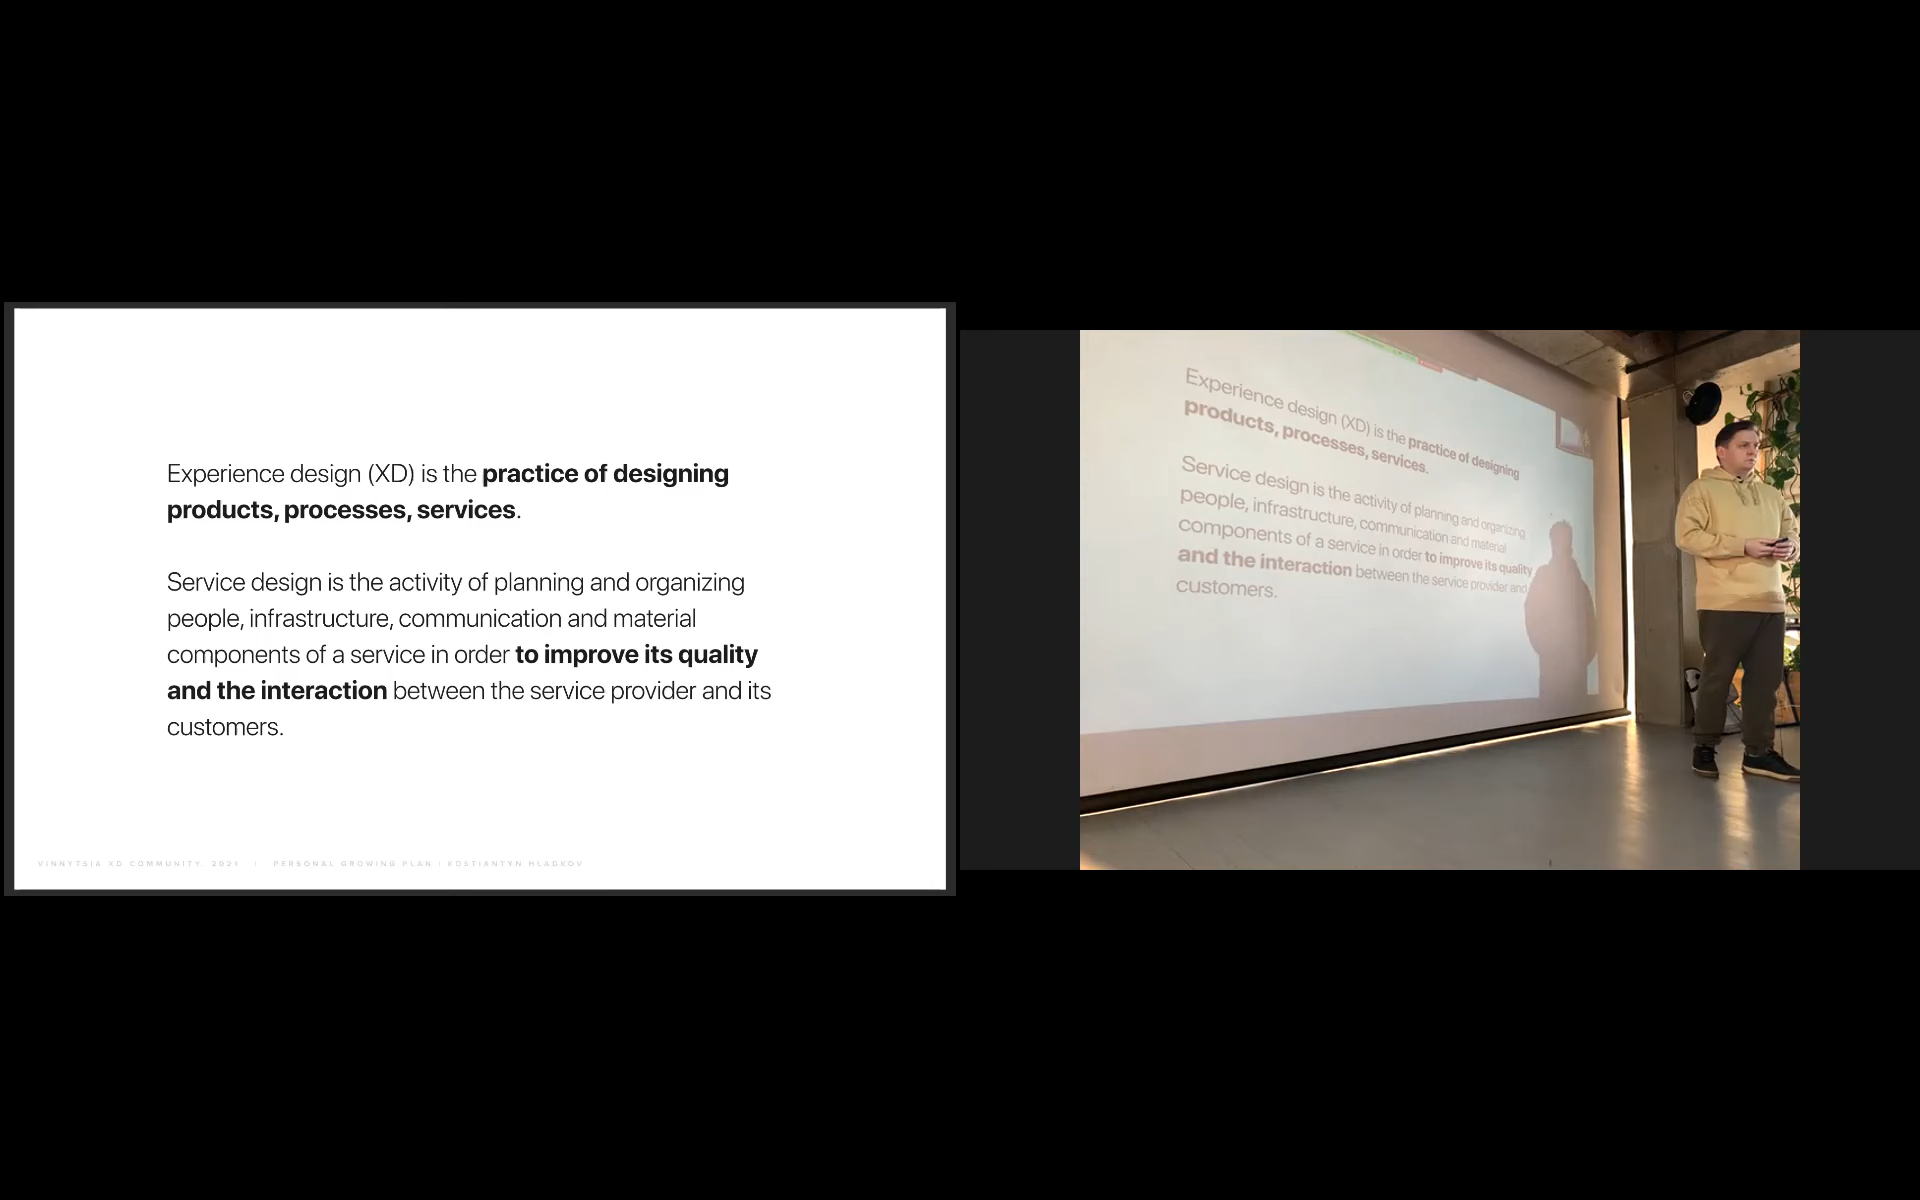 Experience design (XD) is the practice of designing
products, processes, services.
Service design is the activity of planning and organizing
people, infrastructure, communication and material
components of a service in order to improve its quality
and the interaction between the service provider and its
customers.
VINNYTSIA XD COMMUNITY. 2021 | PERSONAL GROWING PLAN | KOSTIANTYN HLADKOV
Experience design (XD) is the practice of designing
products, processes, services.
Service design is the activity of planning and organizing
people, infrastructure, communication and material
components of a service in order to improve its quality
and the interaction between the service provider and
customers.